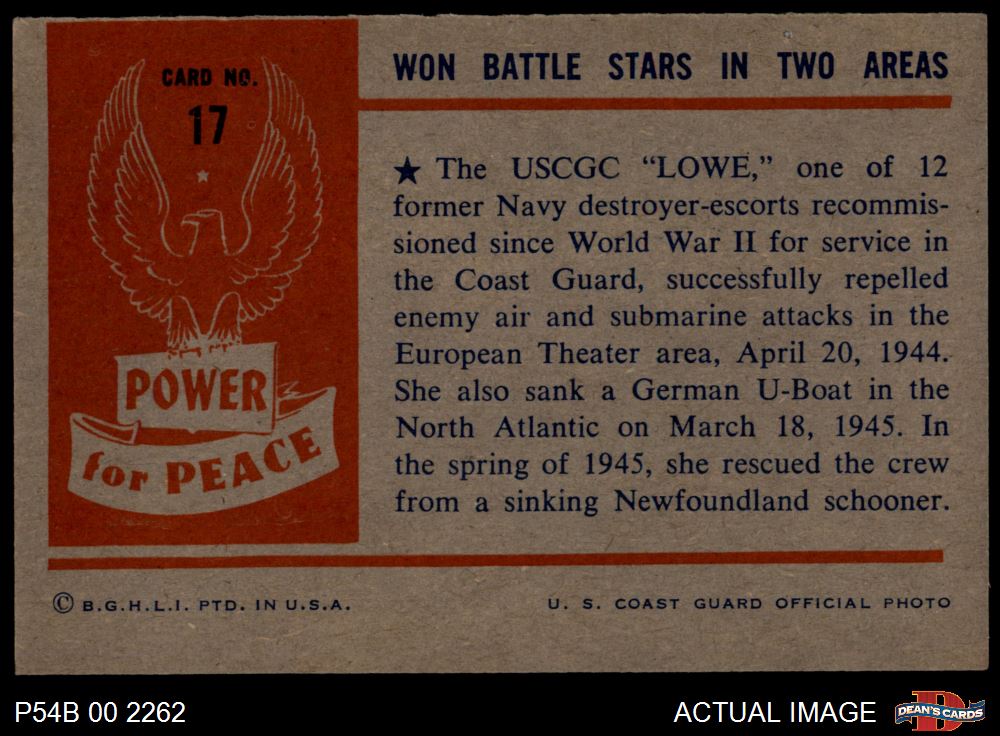 CARD NO.
17
POWER
for PEACE
WON BATTLE STARS IN TWO AREAS
★ The USCGC “LOWE,” one of 12
former Navy destroyer-escorts recommis-
sioned since World War II for service in
the Coast Guard, successfully repelled
enemy air and submarine attacks in the
European Theater area, April 20, 1944.
She also sank a German U-Boat in the
North Atlantic on March 18, 1945. In
the spring of 1945, she rescued the crew
from a sinking Newfoundland schooner.
© B.G.H.L.I. PTD. IN U.S.A.
U. S. COAST GUARD OFFICIAL PHOTO
P54B 00 2262
ACTUAL IMAGE
D
DEAN'S CARDS